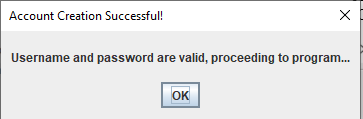 Account Creation Successful!
Username and password are valid, proceeding to program...
OK